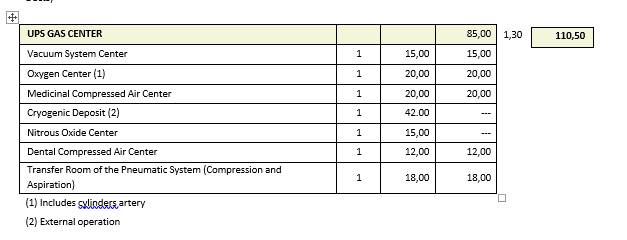 UPS GAS CENTER 85,00 1,30 110,50
Vacuum System Center 1 15,00 15,00
Oxygen Center (1) 1 20,00 20,00
Medicinal Compressed Air Center 1 20,00 20,00
Cryogenic Deposit (2) 1 42.00 ---
Nitrous Oxide Center 1 15,00 ---
Dental Compressed Air Center 1 12,00 12,00
Transfer Room of the Pneumatic System (Compression and
Aspiration) 1 18,00 18,00
(1) Includes cylinders artery
(2) External operation